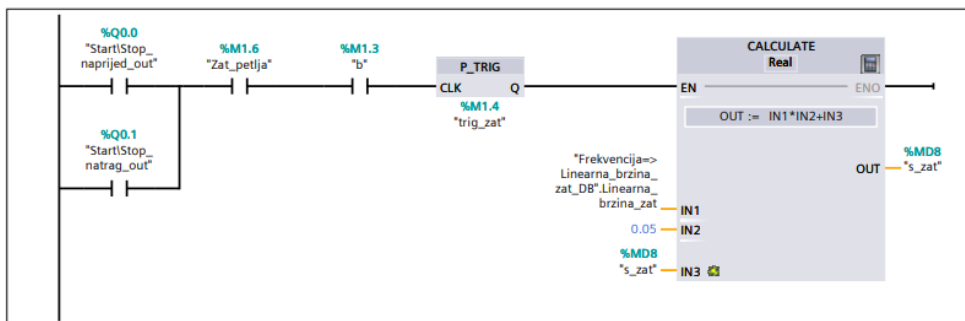 %Q0.0
"Start\Stop_
naprijed_out"
%M1.6
"Zat_petlja"
%M1.3
"b"
P_TRIG
CLK
Q
%M1.4
"trig_zat"
%Q0.1
"Start\Stop_
natrag_out"
CALCULATE
Real
EN
ENO
OUT := IN1*IN2+IN3
"Frekvencija=>
Linearna_brzina_
zat_DB".Linearna_
brzina_zat
IN1
0.05
IN2
%MD8
"s_zat"
IN3
OUT
%MD8
"s_zat"